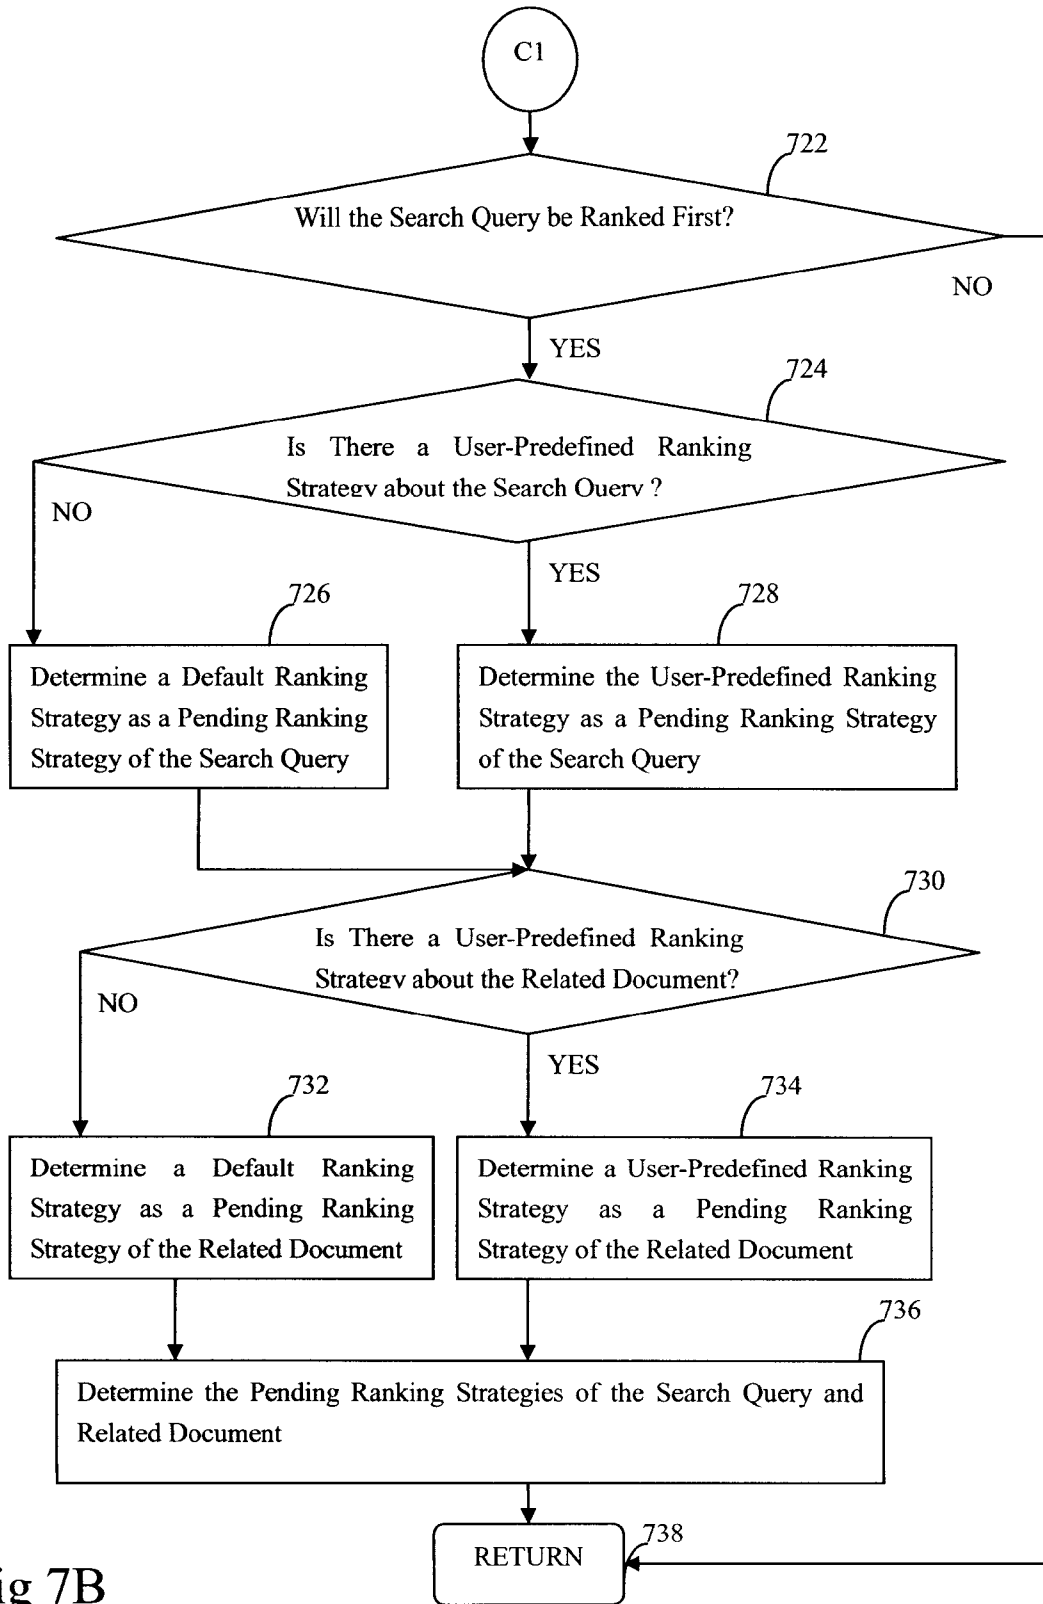 C1
722
Will the Search Query be Ranked First?
NO
YES
724
Is There a User-Predefined Ranking
Strategy about the Search Query ?
NO
YES
726
728
Determine a Default Ranking
Strategy as a Pending Ranking
Strategy of the Search Query
Determine the User-Predefined Ranking
Strategy as a Pending Ranking Strategy
of the Search Query
730
Is There a User-Predefined Ranking
Strategy about the Related Document?
NO
YES
732
734
Determine a Default Ranking
Strategy as a Pending Ranking
Strategy of the Related Document
Determine a User-Predefined Ranking
Strategy as a Pending Ranking
Strategy of the Related Document
736
Determine the Pending Ranking Strategies of the Search Query and
Related Document
738
RETURN
ig 7B